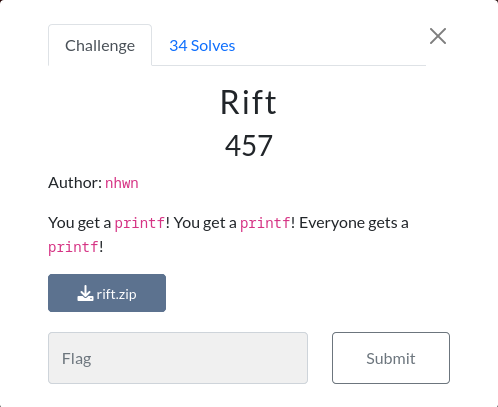 Challenge
34 Solves
Rift
457
Author: nhwn
You get a printf! You get a printf! Everyone gets a
printf!
rift.zip
Flag
Submit